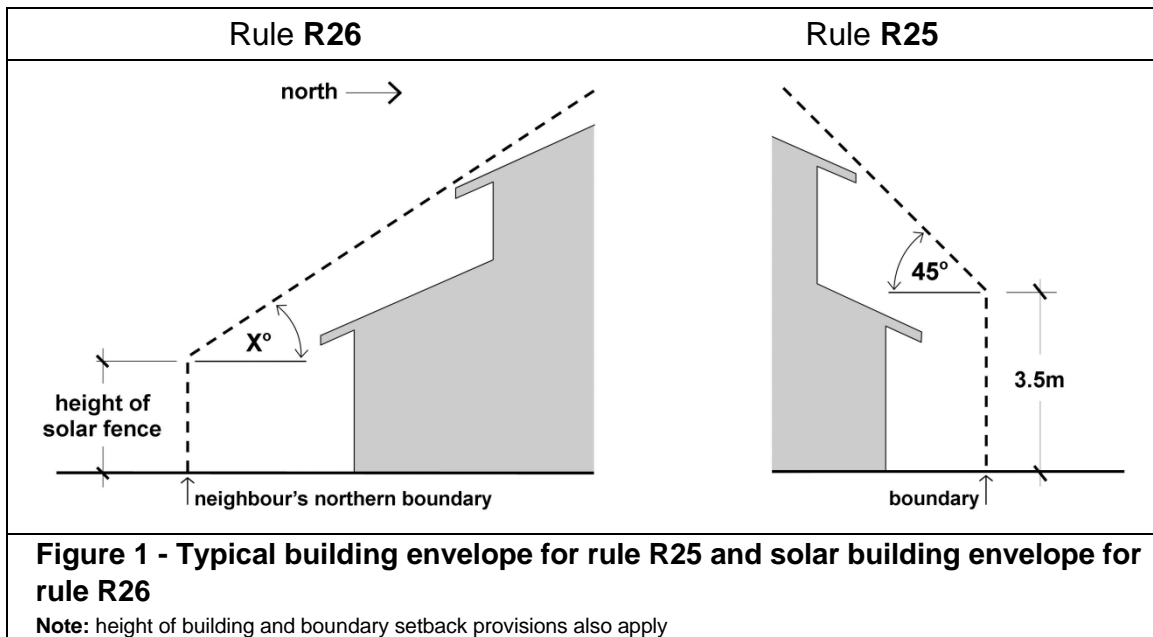 Rule R26
Rule R25
north
X°
height of
solar fence
neighbour's northern boundary
45°
3.5m
boundary
Figure 1 - Typical building envelope for rule R25 and solar building envelope for
rule R26
Note: height of building and boundary setback provisions also apply